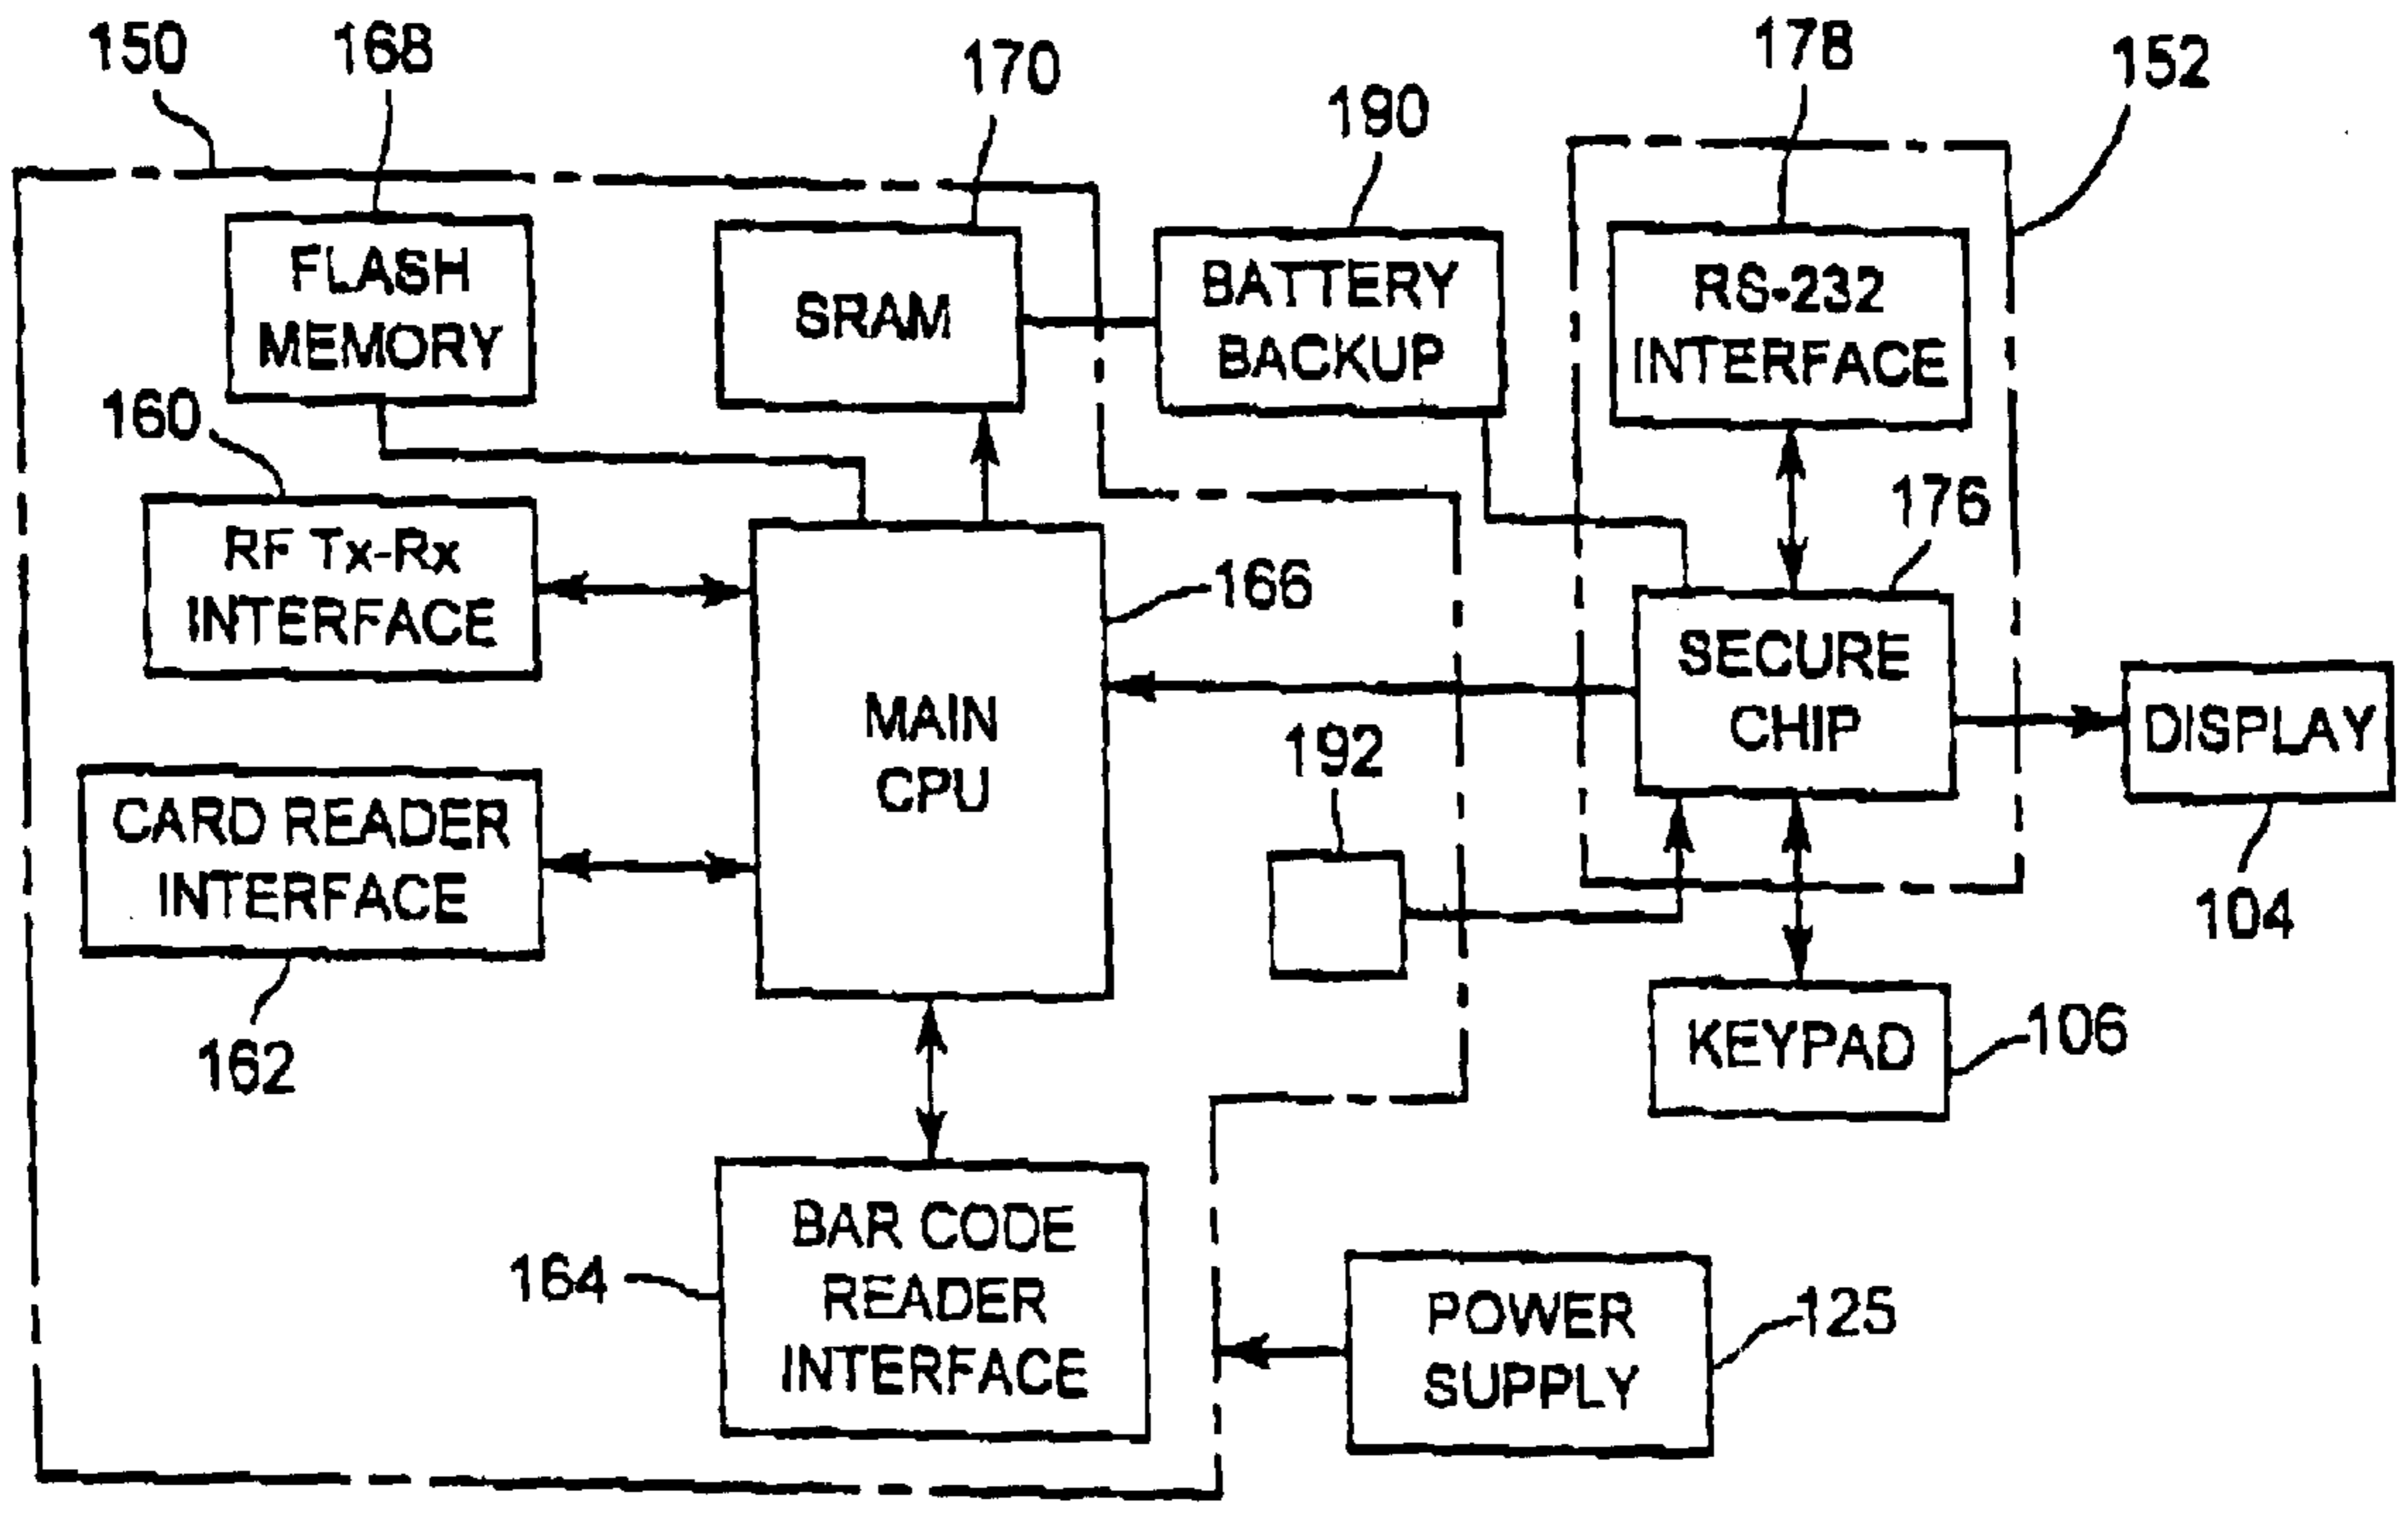 150
168
170
190
178
152
FLASH
MEMORY
SRAM
BATTERY
BACKUP
RS-232
INTERFACE
160
RF Tx-Rx
INTERFACE
166
176
MAIN
CPU
SECURE
CHIP
192
DISPLAY
104
CARD READER
INTERFACE
162
KEYPAD
106
164
BAR CODE
READER
INTERFACE
POWER
SUPPLY
125